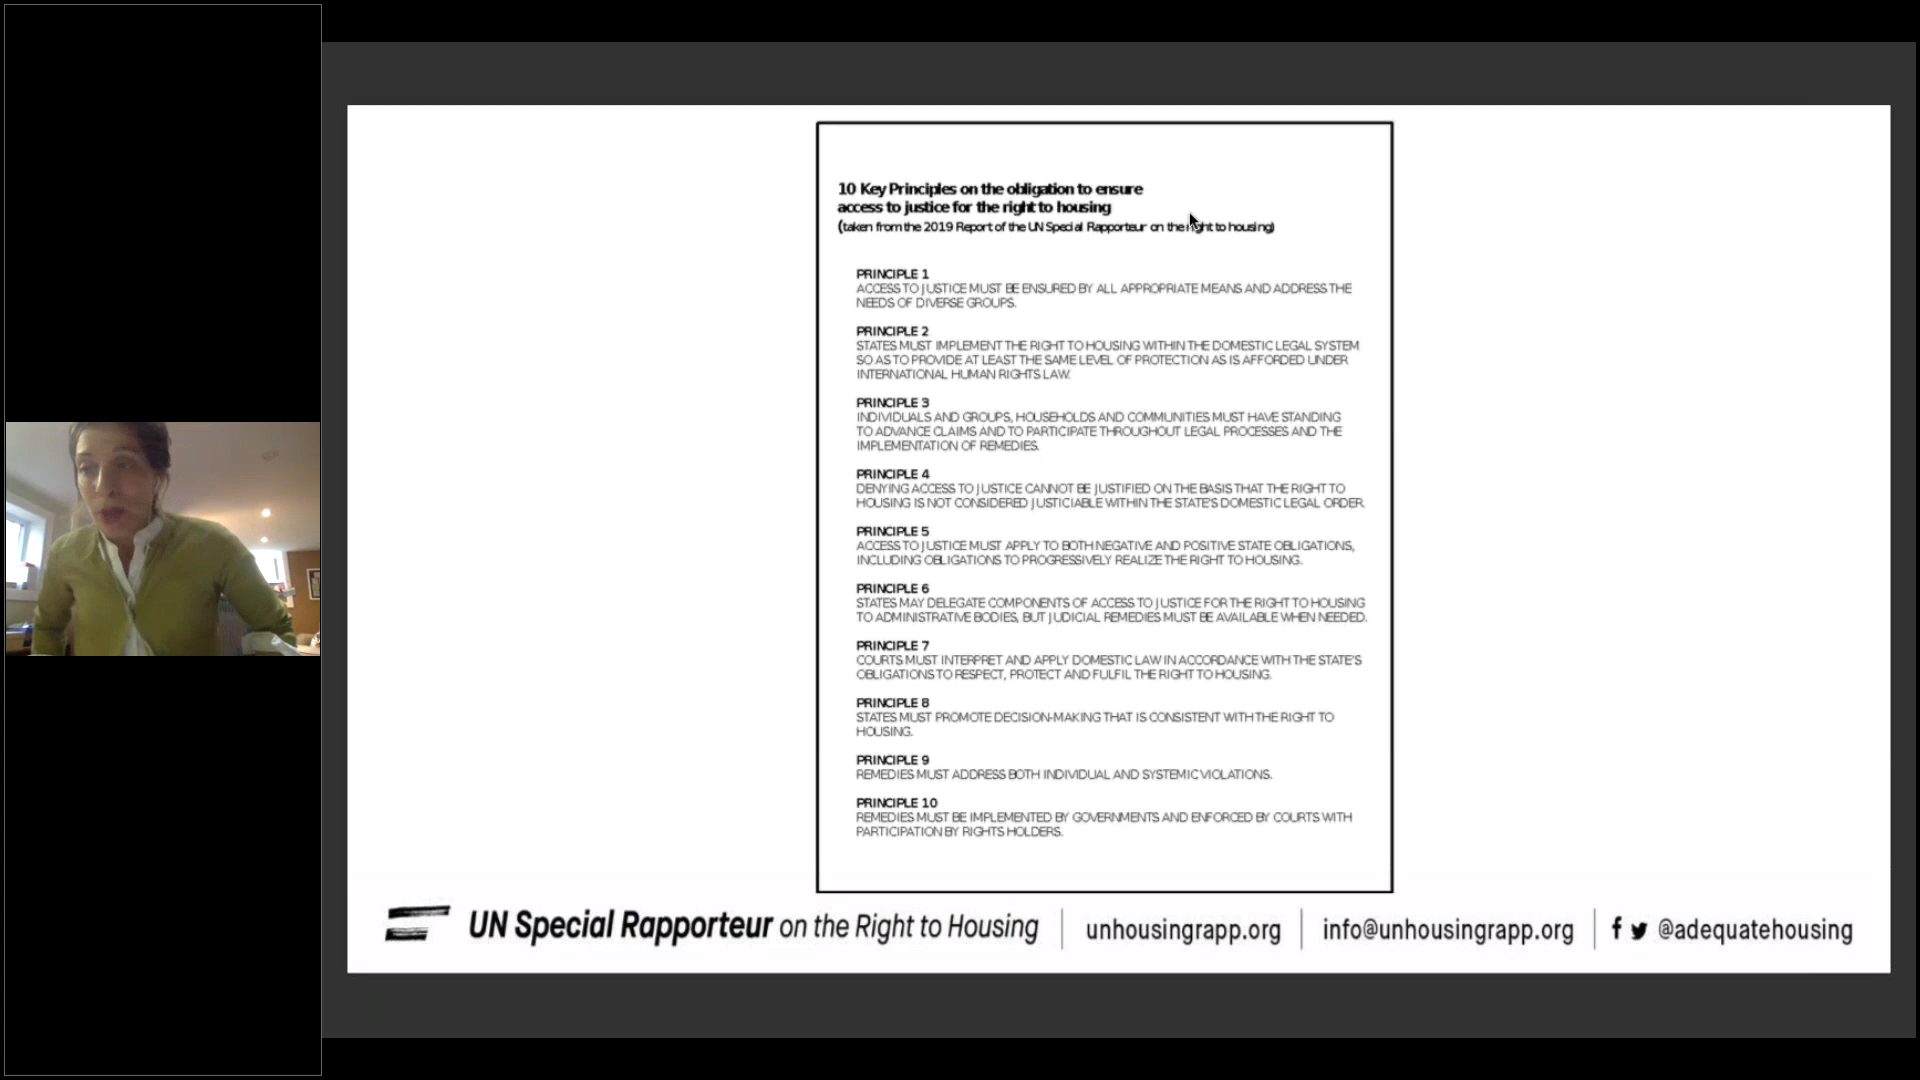 10 Key Principles on the obligation to ensure
access to justice for the right to housing
(taken from the 2019 Report of the UN Special Rapporteur on the right to housing)
PRINCIPLE 1
ACCESS TO JUSTICE MUST BE ENSURED BY ALL APPROPRIATE MEANS AND ADDRESS THE
NEEDS OF DIVERSE GROUPS.
PRINCIPLE 2
STATES MUST IMPLEMENT THE RIGHT TO HOUSING WITHIN THE DOMESTIC LEGAL SYSTEM
SO AS TO PROVIDE AT LEAST THE SAME LEVEL OF PROTECTION AS IS AFFORDED UNDER
INTERNATIONAL HUMAN RIGHTS LAW.
PRINCIPLE 3
INDIVIDUALS AND GROUPS, HOUSEHOLDS AND COMMUNITIES MUST HAVE STANDING
TO ADVANCE CLAIMS AND TO PARTICIPATE THROUGHOUT LEGAL PROCESSES AND THE
IMPLEMENTATION OF REMEDIES.
PRINCIPLE 4
DENYING ACCESS TO JUSTICE CANNOT BE JUSTIFIED ON THE BASIS THAT THE RIGHT TO
HOUSING IS NOT CONSIDERED JUSTICIABLE WITHIN THE STATE'S DOMESTIC LEGAL ORDER.
PRINCIPLE 5
ACCESS TO JUSTICE MUST APPLY TO BOTH NEGATIVE AND POSITIVE STATE OBLIGATIONS,
INCLUDING OBLIGATIONS TO PROGRESSIVELY REALIZE THE RIGHT TO HOUSING.
PRINCIPLE 6
STATES MAY DELEGATE COMPONENTS OF ACCESS TO JUSTICE FOR THE RIGHT TO HOUSING
TO ADMINISTRATIVE BODIES, BUT JUDICIAL REMEDIES MUST BE AVAILABLE WHEN NEEDED.
PRINCIPLE 7
COURTS MUST INTERPRET AND APPLY DOMESTIC LAW IN ACCORDANCE WITH THE STATE'S
OBLIGATIONS TO RESPECT, PROTECT AND FULFIL THE RIGHT TO HOUSING.
PRINCIPLE 8
STATES MUST PROMOTE DECISION-MAKING THAT IS CONSISTENT WITH THE RIGHT TO
HOUSING.
PRINCIPLE 9
REMEDIES MUST ADDRESS BOTH INDIVIDUAL AND SYSTEMIC VIOLATIONS.
PRINCIPLE 10
REMEDIES MUST BE IMPLEMENTED BY GOVERNMENTS AND ENFORCED BY COURTS WITH
PARTICIPATION BY RIGHTS HOLDERS.
UN Special Rapporteur on the Right to Housing | unhousingrapp.org | info@unhousingrapp.org | @adequatehousing